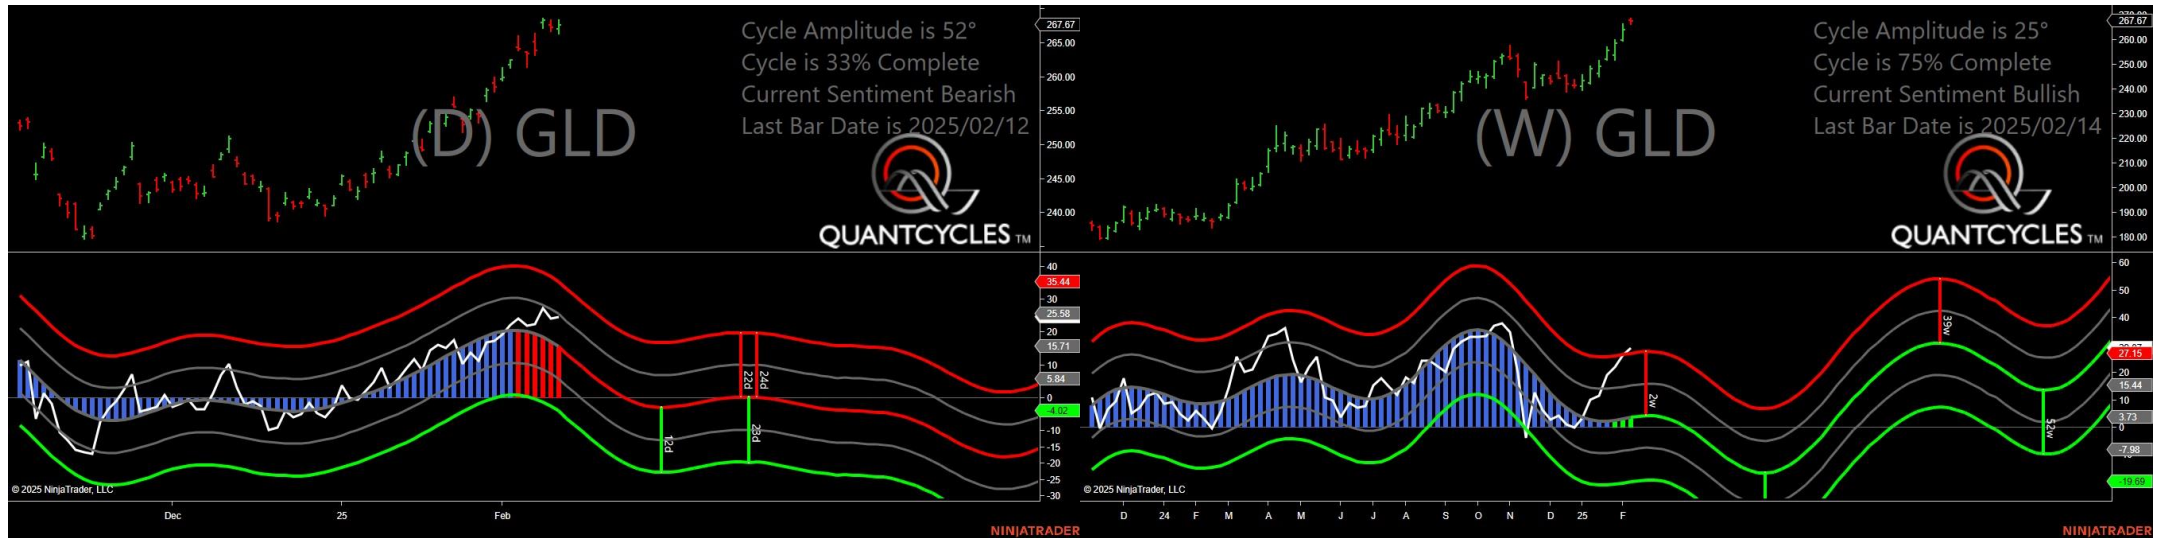 Cycle Amplitude is 52°
Cycle is 33% Complete
Current Sentiment Bearish
Last Bar Date is 2025/02/12
(D) GLD
QUANTCYCLES TM
267.67
265.00
260.00
255.00
250.00
245.00
240.00
40
35.44
30
25.58
20
15.71
10
5.84
0
-4.02
-10
-15
-20
-25
-30
12d
22d
24d
23d
© 2025 NinjaTrader, LLC
Dec
25
Feb
NINJATRADER
Cycle Amplitude is 25°
Cycle is 75% Complete
Current Sentiment Bullish
Last Bar Date is 2025/02/14
(W) GLD
QUANTCYCLES TM
267.67
260.00
250.00
240.00
230.00
220.00
210.00
200.00
190.00
180.00
60
50
40
27.15
20
15.44
10
3.73
0
-7.98
-19.69
2w
39w
52w
© 2025 NinjaTrader, LLC
D 24 F M A M J J A S O N D 25 F
NINJATRADER